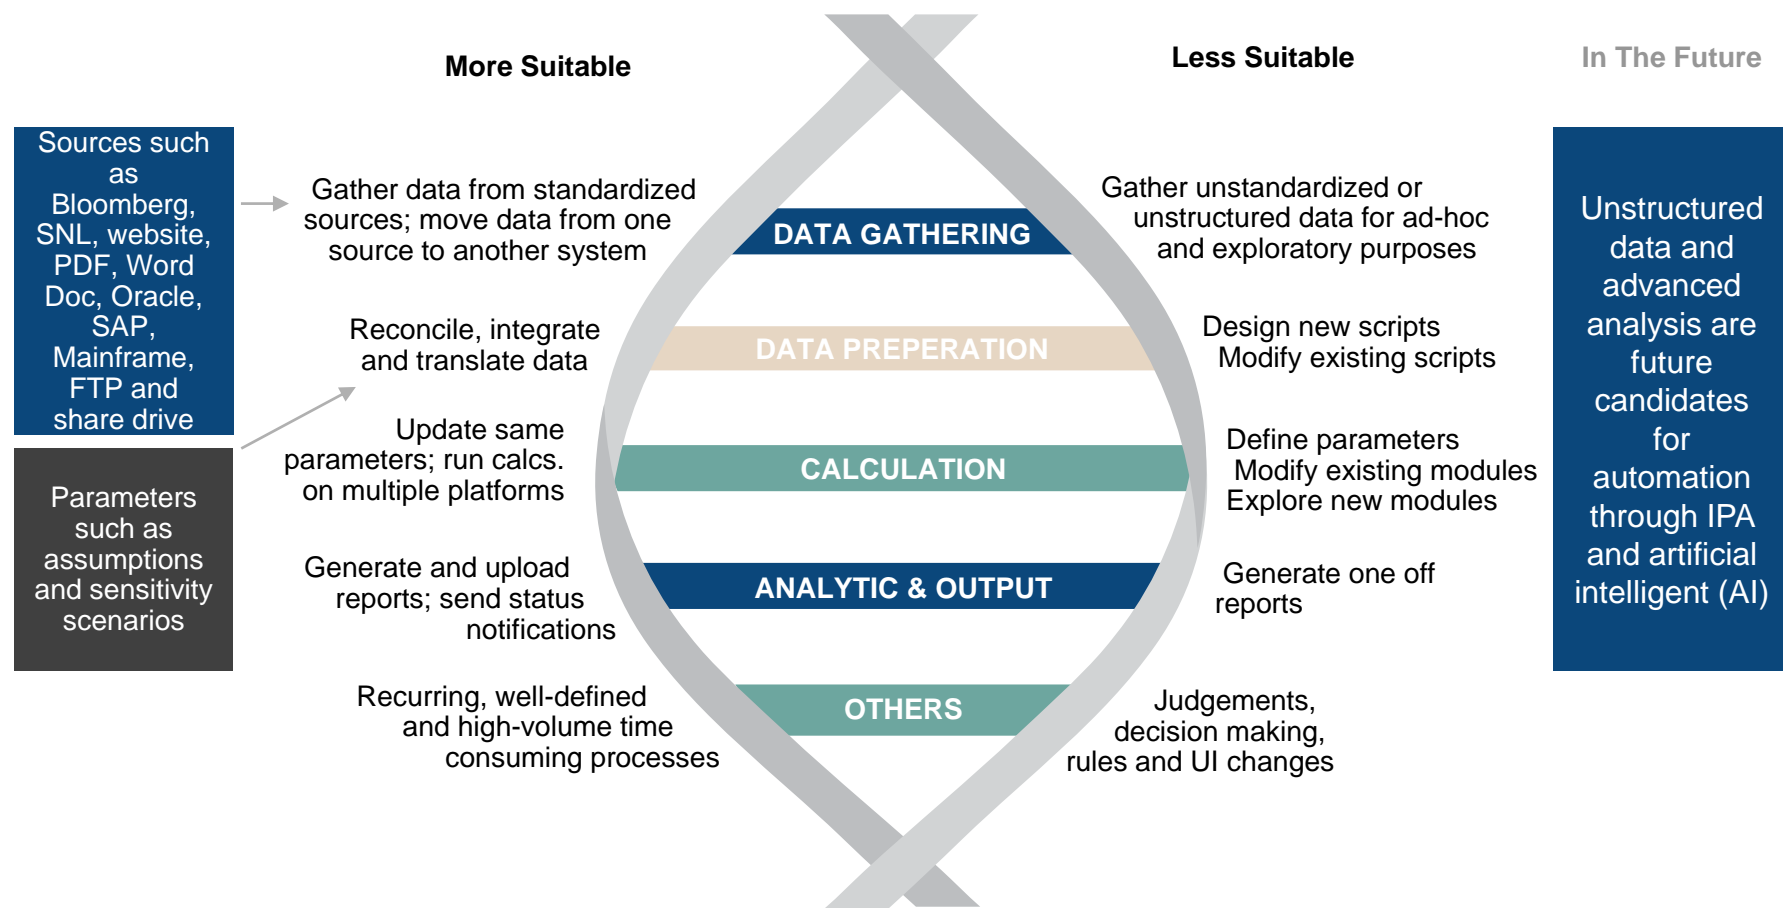 More Suitable
Less Suitable
In The Future
Sources such
as
Bloomberg,
SNL, website,
PDF, Word
Doc, Oracle,
SAP,
Mainframe,
FTP and
share drive
Parameters
such as
assumptions
and sensitivity
scenarios
Gather data from standardized
sources; move data from one
source to another system
DATA GATHERING
Gather unstandardized or
unstructured data for ad-hoc
and exploratory purposes
Reconcile, integrate
and translate data
DATA PREPERATION
Design new scripts
Modify existing scripts
Update same
parameters; run calcs.
on multiple platforms
CALCULATION
Define parameters
Modify existing modules
Explore new modules
Generate and upload
reports; send status
notifications
ANALYTIC & OUTPUT
Generate one off
reports
Recurring, well-defined
and high-volume time
consuming processes
OTHERS
Judgements,
decision making,
rules and UI changes
Unstructured
data and
advanced
analysis are
future
candidates
for
automation
through IPA
and artificial
intelligent (AI)